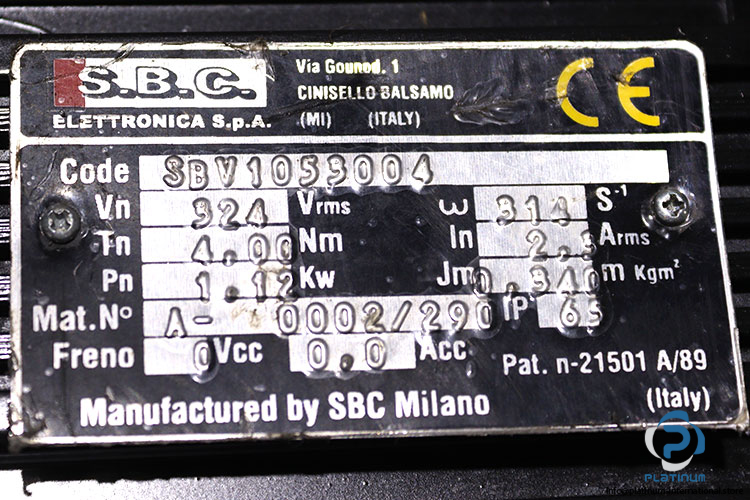 S.B.C.
ELETTRONICA S.p.A.
Via Gounod. 1
CINISELLO BALSAMO
(MI) (ITALY)
CE
Code SBV1053004
Vn 324 Vrms ω 314 S-1
Tn 4.00 Nm In 2.3 Arms
Pn 1.12 Kw Jm 0.340 m Kgm²
Mat.N° A- 0002/290 IP 65
Freno 0 Vcc 0.0 Acc Pat. n-21501 A/89
Manufactured by SBC Milano (Italy)
PLATINUM